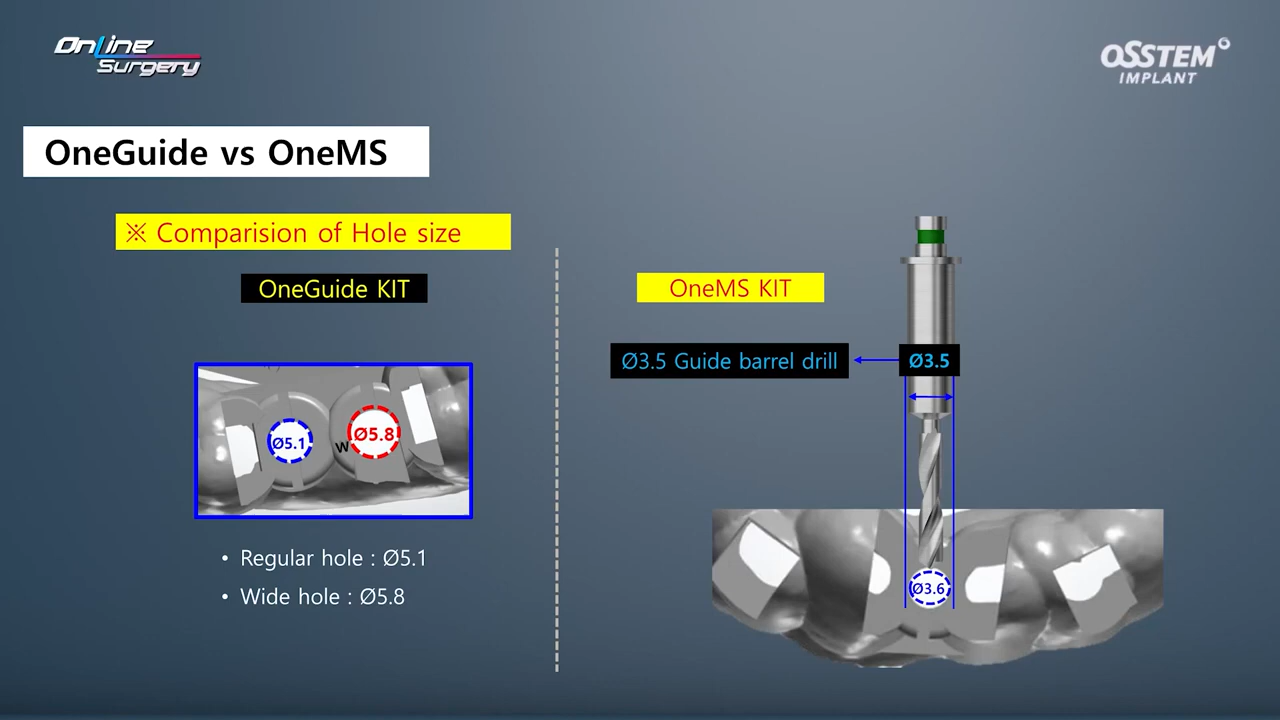 OnLine
Surgery
OSSTEM
IMPLANT
OneGuide vs OneMS
※ Comparision of Hole size
OneGuide KIT
Ø5.1
W
Ø5.8
• Regular hole : Ø5.1
• Wide hole : Ø5.8
OneMS KIT
Ø3.5 Guide barrel drill
Ø3.5
Ø3.6